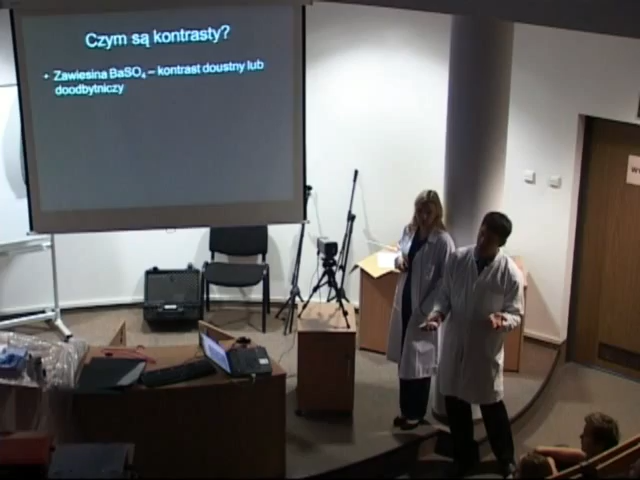 Czym są kontrasty?
• Zawiesina BaSO₄ – kontrast doustny lub
doodbytniczy